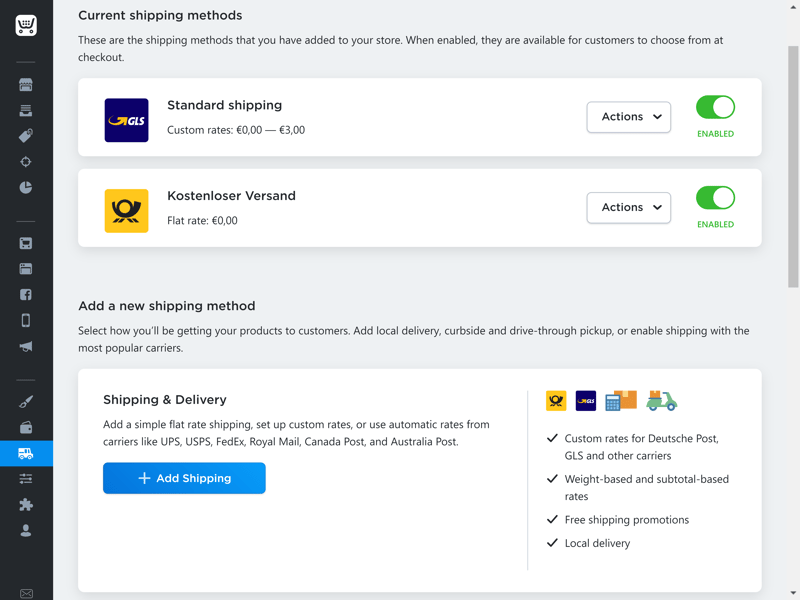 Current shipping methods
These are the shipping methods that you have added to your store. When enabled, they are available for customers to choose from at
checkout.
GLS
Standard shipping
Custom rates: €0,00 — €3,00
Actions
ENABLED
Kostenloser Versand
Flat rate: €0,00
Actions
ENABLED
Add a new shipping method
Select how you’ll be getting your products to customers. Add local delivery, curbside and drive-through pickup, or enable shipping with the
most popular carriers.
Shipping & Delivery
Add a simple flat rate shipping, set up custom rates, or use automatic rates from
carriers like UPS, USPS, FedEx, Royal Mail, Canada Post, and Australia Post.
Add Shipping
GLS
Custom rates for Deutsche Post,
GLS and other carriers
Weight-based and subtotal-based
rates
Free shipping promotions
Local delivery